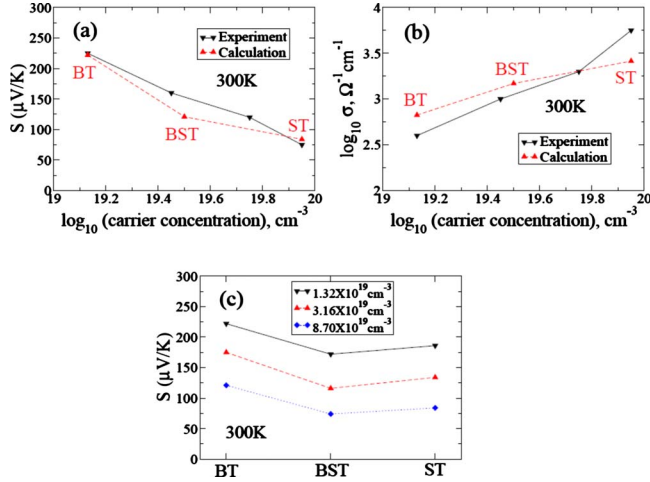 (a)
Experiment
Calculation
300K
BT
BST
ST
S (μV/K)
300
250
200
150
100
50
0
19 19.2 19.4 19.6 19.8 20
log₁₀ (carrier concentration), cm⁻³
(b)
BT
BST
ST
300K
Experiment
Calculation
log₁₀ σ, Ω⁻¹ cm⁻¹
4
3.5
3
2.5
2
19 19.2 19.4 19.6 19.8 20
log₁₀ (carrier concentration), cm⁻³
(c)
1.32X10¹⁹cm⁻³
3.16X10¹⁹cm⁻³
8.70X10¹⁹cm⁻³
300K
S (μV/K)
300
250
200
150
100
50
0
BT BST ST